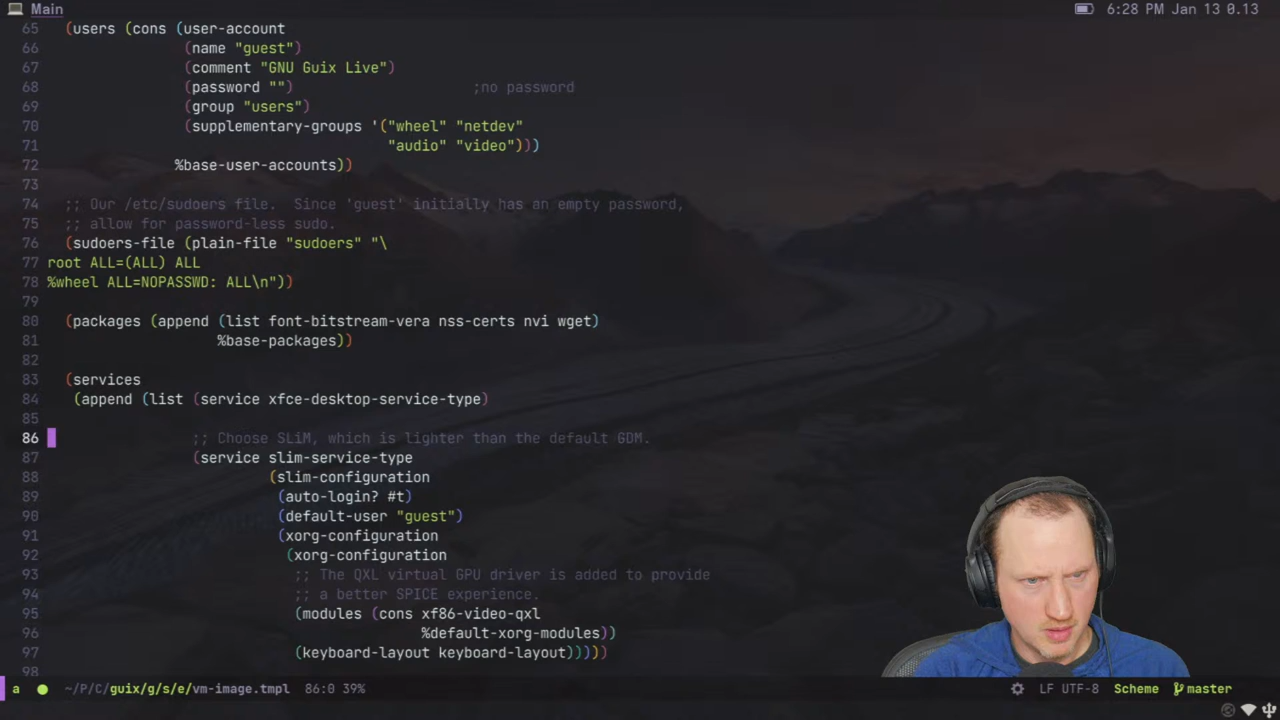 Main
6:28 PM Jan 13 0.13
65 (users (cons (user-account
66 (name "guest")
67 (comment "GNU Guix Live")
68 (password "") ;no password
69 (group "users")
70 (supplementary-groups '("wheel" "netdev"
71 "audio" "video")))
72 %base-user-accounts))
73
74 ;; Our /etc/sudoers file.  Since 'guest' initially has an empty password,
75 ;; allow for password-less sudo.
76 (sudoers-file (plain-file "sudoers" "\
77 root ALL=(ALL) ALL
78 %wheel ALL=NOPASSWD: ALL\n"))
79
80 (packages (append (list font-bitstream-vera nss-certs nvi wget)
81 %base-packages))
82
83 (services
84 (append (list (service xfce-desktop-service-type)
85
86 ;; Choose SLiM, which is lighter than the default GDM.
87 (service slim-service-type
88 (slim-configuration
89 (auto-login? #t)
90 (default-user "guest")
91 (xorg-configuration
92 (xorg-configuration
93 ;; The QXL virtual GPU driver is added to provide
94 ;; a better SPICE experience.
95 (modules (cons xf86-video-qxl
96 %default-xorg-modules))
97 (keyboard-layout keyboard-layout)))))
98
a ~/P/C/guix/g/s/e/vm-image.tmpl 86:0 39% LF UTF-8 Scheme master